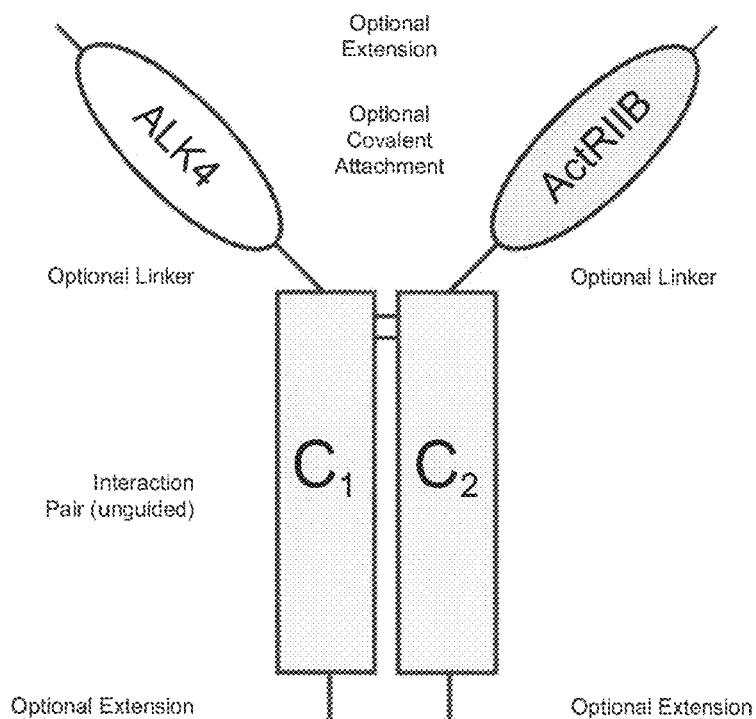 Optional
Extension
ALK4
ActRIIB
Optional
Covalent
Attachment
Optional Linker
Optional Linker
C1
C2
Interaction
Pair (unguided)
Optional Extension
Optional Extension